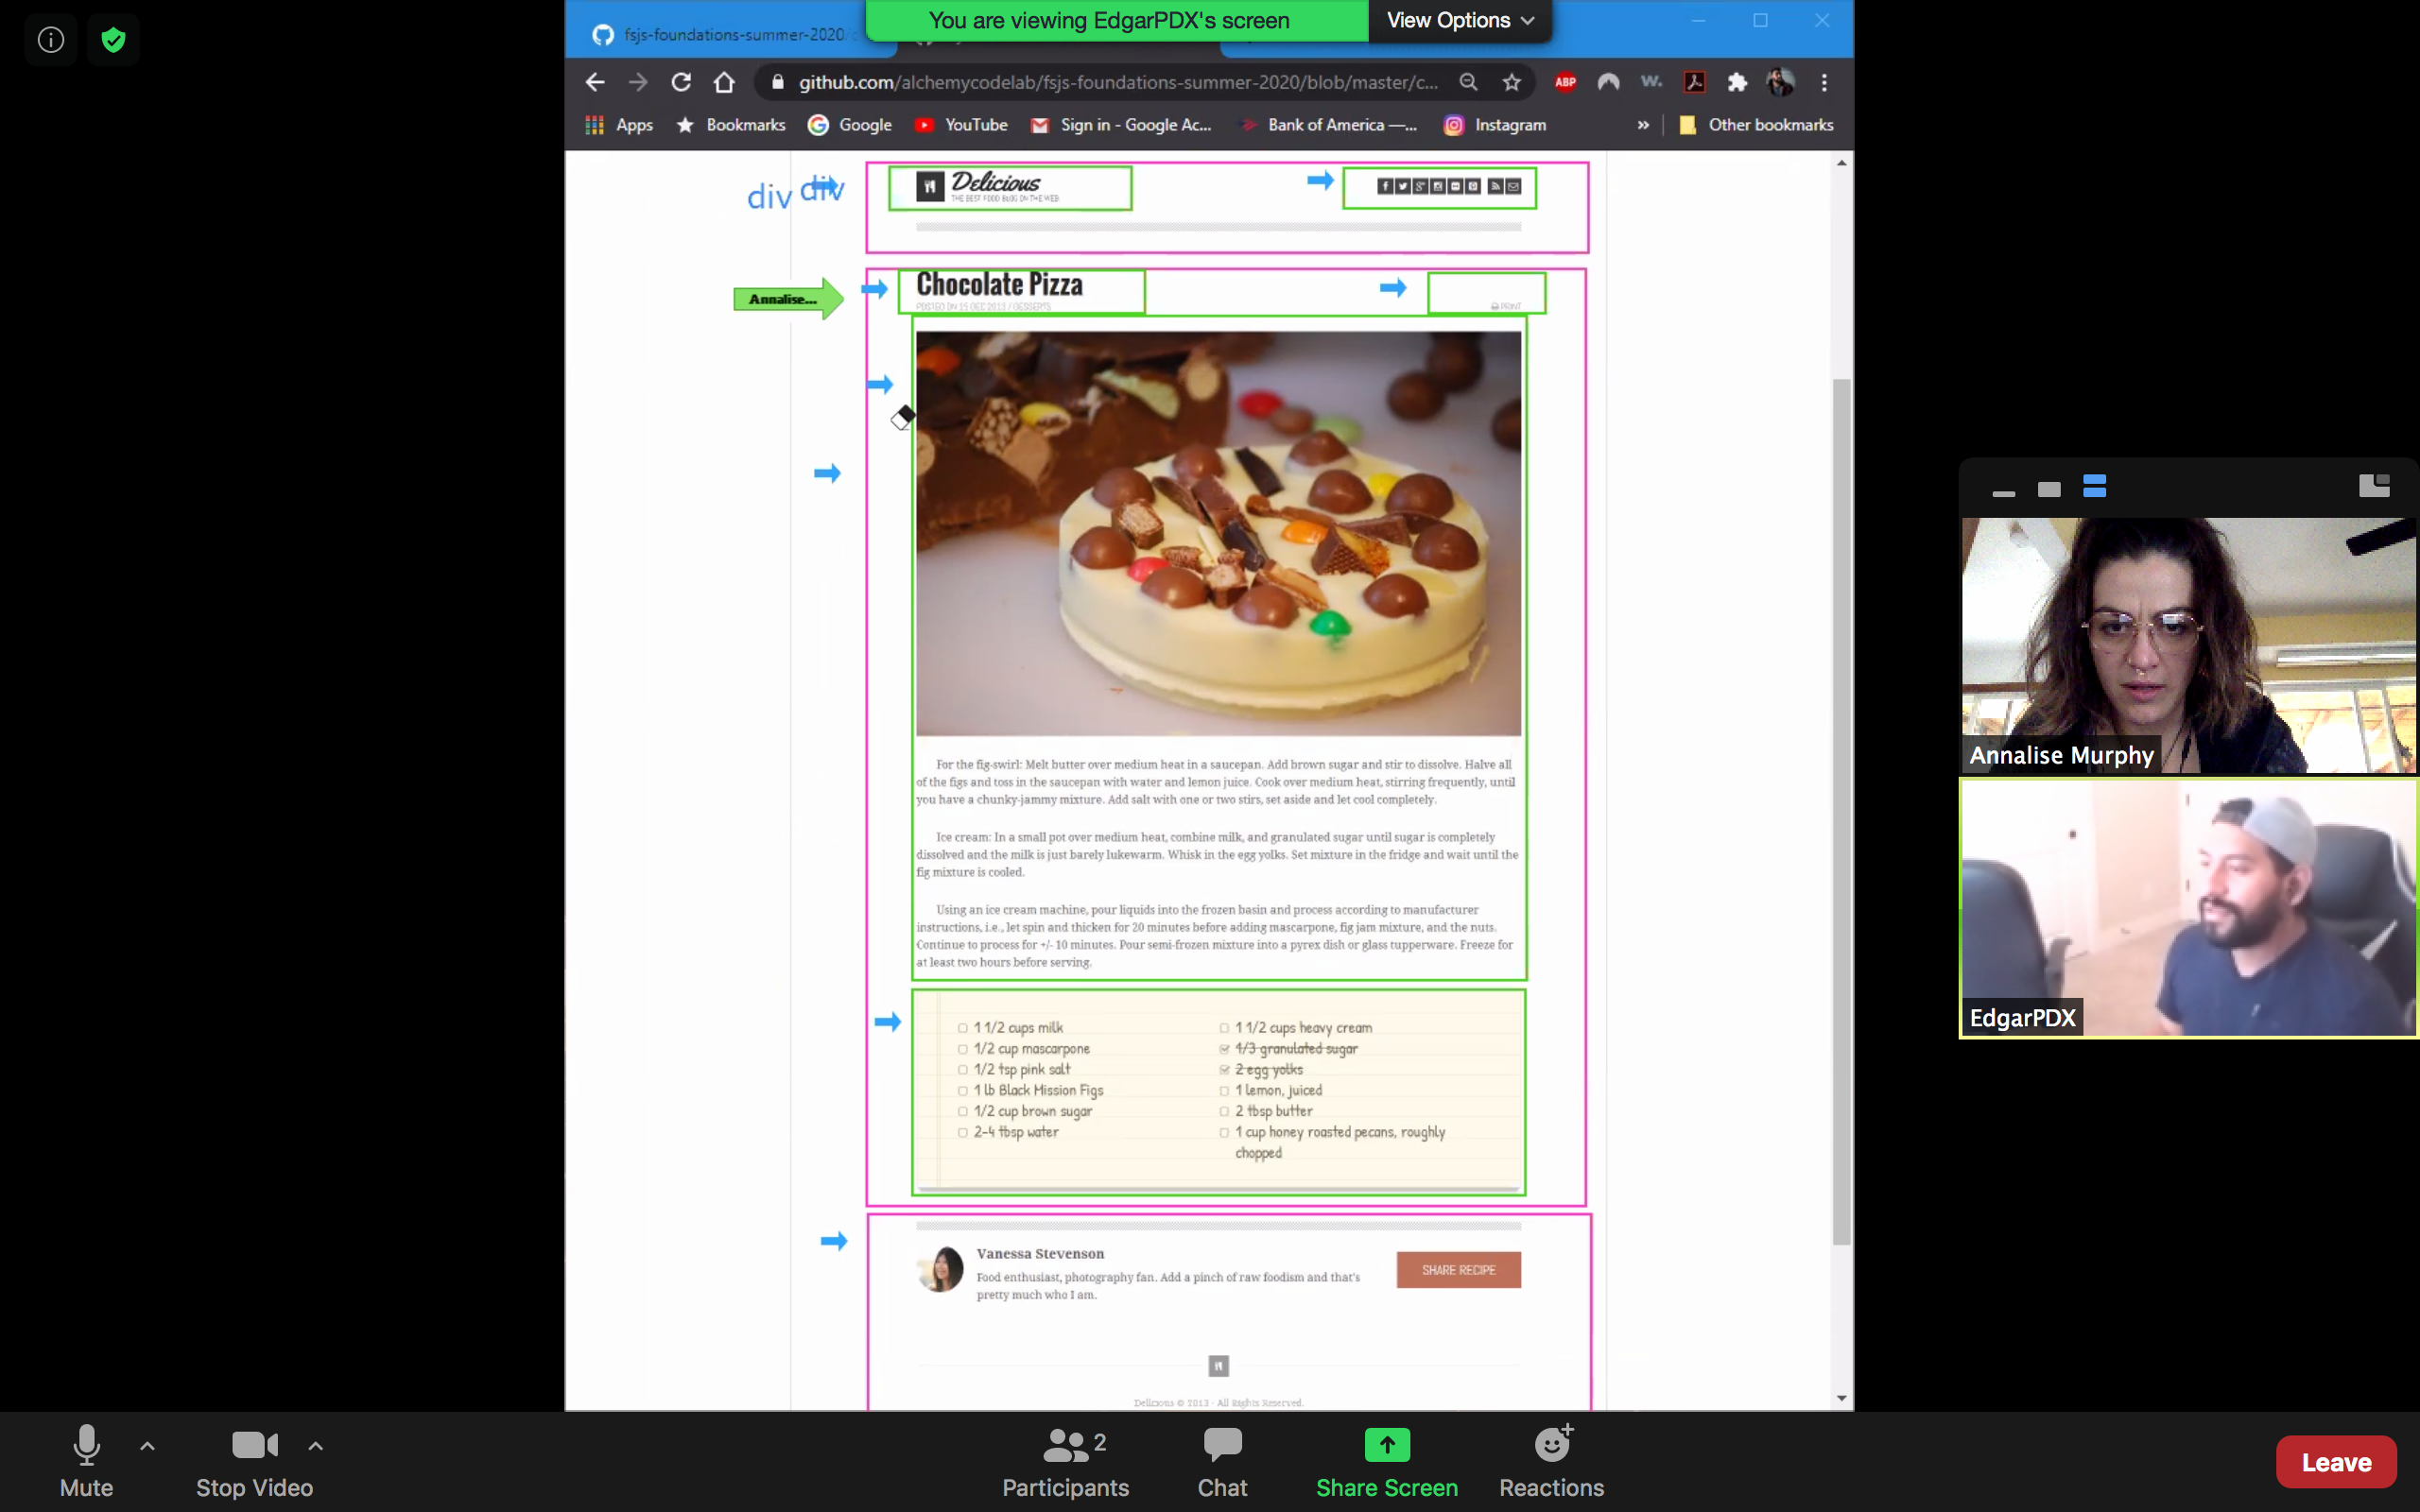 You are viewing EdgarPDX's screen
View Options
fsjs-foundations-summer-2020/
github.com/alchemycodelab/fsjs-foundations-summer-2020/blob/master/c...
ABP
W.
Apps
Bookmarks
Google
YouTube
Sign in - Google Ac...
Bank of America —...
Instagram
»
Other bookmarks
div
div
Delicious
THE BEST FOOD BLOG ON THE WEB
Annalise...
Chocolate Pizza
POSTED ON 15 DEC 2013 / DESSERTS
PRINT
For the fig-swirl: Melt butter over medium heat in a saucepan. Add brown sugar and stir to dissolve. Halve all
of the figs and toss in the saucepan with water and lemon juice. Cook over medium heat, stirring frequently, until
you have a chunky-jammy mixture. Add salt with one or two stirs, set aside and let cool completely.
Ice cream: In a small pot over medium heat, combine milk, and granulated sugar until sugar is completely
dissolved and the milk is just barely lukewarm. Whisk in the egg yolks. Set mixture in the fridge and wait until the
fig mixture is cooled.
Using an ice cream machine, pour liquids into the frozen basin and process according to manufacturer
instructions, i.e., let spin and thicken for 20 minutes before adding mascarpone, fig jam mixture, and the nuts.
Continue to process for +/- 10 minutes. Pour semi-frozen mixture into a pyrex dish or glass tupperware. Freeze for
at least two hours before serving.
1 1/2 cups milk
1/2 cup mascarpone
1/2 tsp pink salt
1 lb Black Mission Figs
1/2 cup brown sugar
2-4 tbsp water
1 1/2 cups heavy cream
1/3 granulated sugar
2 egg yolks
1 lemon, juiced
2 tbsp butter
1 cup honey roasted pecans, roughly
chopped
Vanessa Stevenson
Food enthusiast, photography fan. Add a pinch of raw foodism and that's
pretty much who I am.
SHARE RECIPE
Delicious © 2013 - All Rights Reserved.
Annalise Murphy
EdgarPDX
Mute
Stop Video
Participants
2
Chat
Share Screen
Reactions
Leave